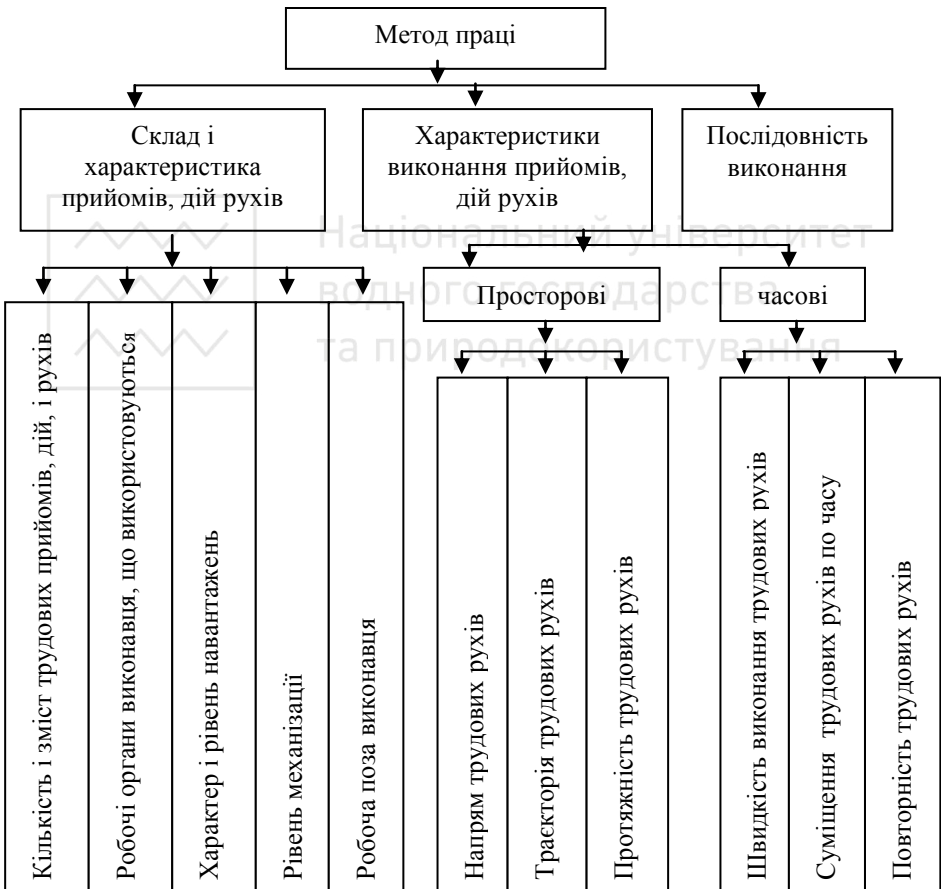 Метод праці
Склад і
характеристика
прийомів, дій рухів
Характеристики
виконання прийомів,
дій рухів
Послідовність
виконання
Національний університет
водного господарства
та природокористування
Просторові
часові
Кількість і зміст трудових прийомів, дій, і рухів
Робочі органи виконавця, що використовуються
Характер і рівень навантажень
Рівень механізації
Робоча поза виконавця
Напрям трудових рухів
Траєкторія трудових рухів
Протяжність трудових рухів
Швидкість виконання трудових рухів
Суміщення трудових рухів по часу
Повторність трудових рухів